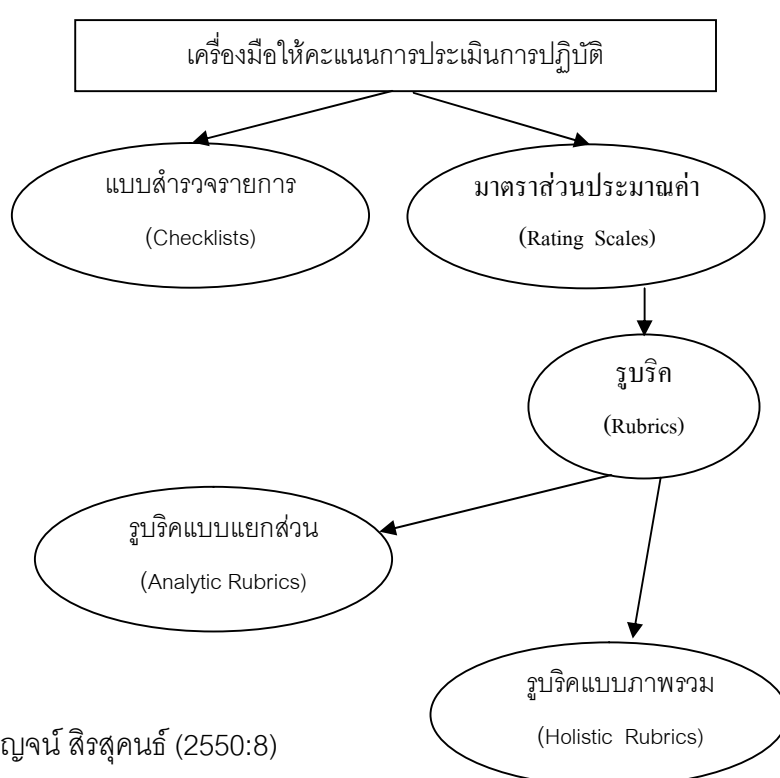 เครื่องมือให้คะแนนการประเมินการปฏิบัติ
แบบสำรวจรายการ
(Checklists)
มาตราส่วนประมาณค่า
(Rating Scales)
รูบริค
(Rubrics)
รูบริคแบบแยกส่วน
(Analytic Rubrics)
รูบริคแบบภาพรวม
(Holistic Rubrics)
ญจน์ สิรสุคนธ์ (2550:8)